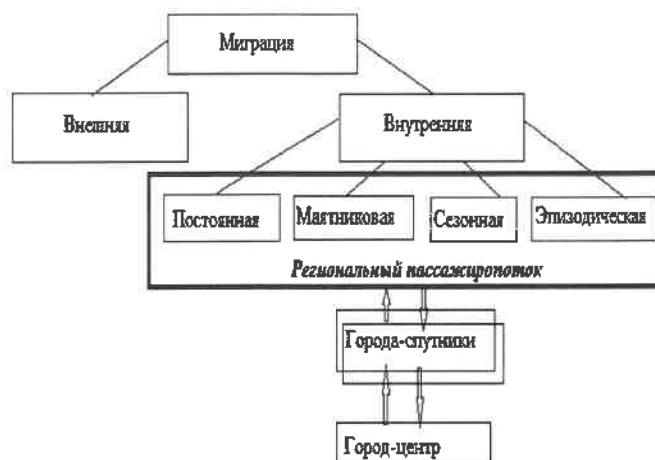 Миграция
Внешняя
Внутренняя
Постоянная
Маятниковая
Сезонная
Эпизодическая
Региональный пассажиропоток
Города-спутники
Город-центр